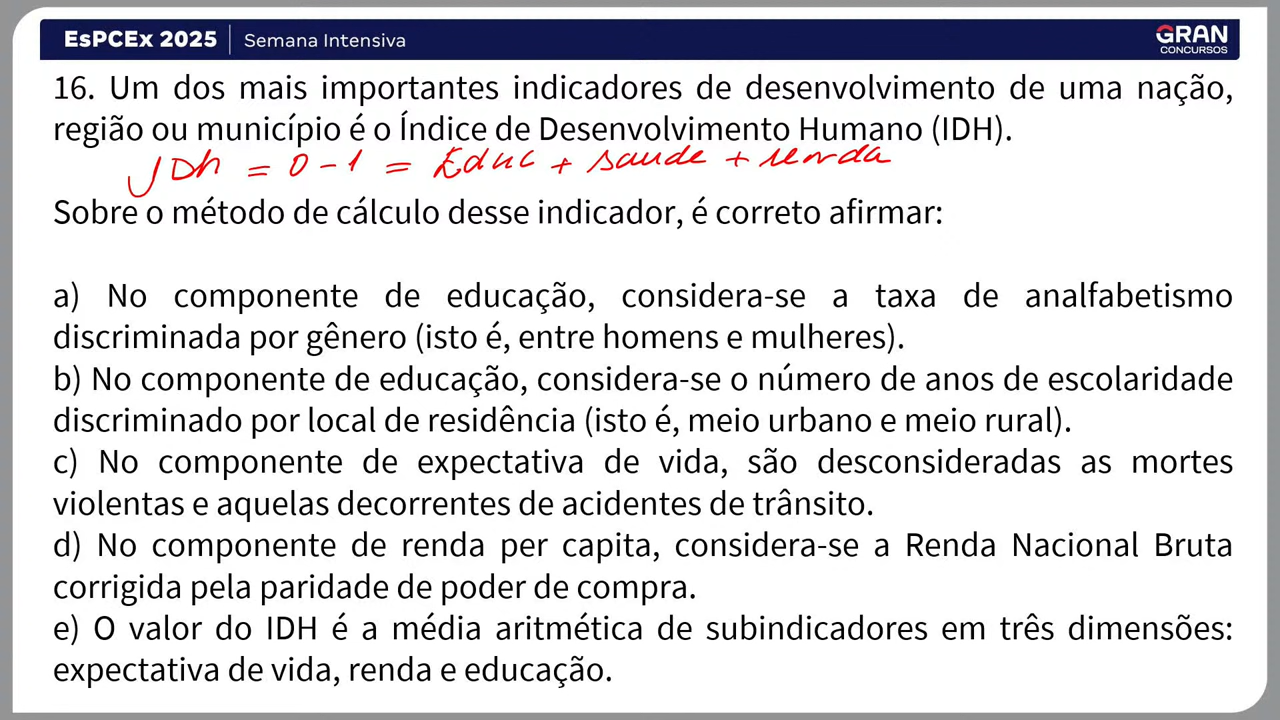 EsPCEx 2025 | Semana Intensiva
GRAN
CONCURSOS
16. Um dos mais importantes indicadores de desenvolvimento de uma nação,
região ou município é o Índice de Desenvolvimento Humano (IDH).
IDh = 0 - 1 = Educ + saude + renda
Sobre o método de cálculo desse indicador, é correto afirmar:
a) No componente de educação, considera-se a taxa de analfabetismo
discriminada por gênero (isto é, entre homens e mulheres).
b) No componente de educação, considera-se o número de anos de escolaridade
discriminado por local de residência (isto é, meio urbano e meio rural).
c) No componente de expectativa de vida, são desconsideradas as mortes
violentas e aquelas decorrentes de acidentes de trânsito.
d) No componente de renda per capita, considera-se a Renda Nacional Bruta
corrigida pela paridade de poder de compra.
e) O valor do IDH é a média aritmética de subindicadores em três dimensões:
expectativa de vida, renda e educação.